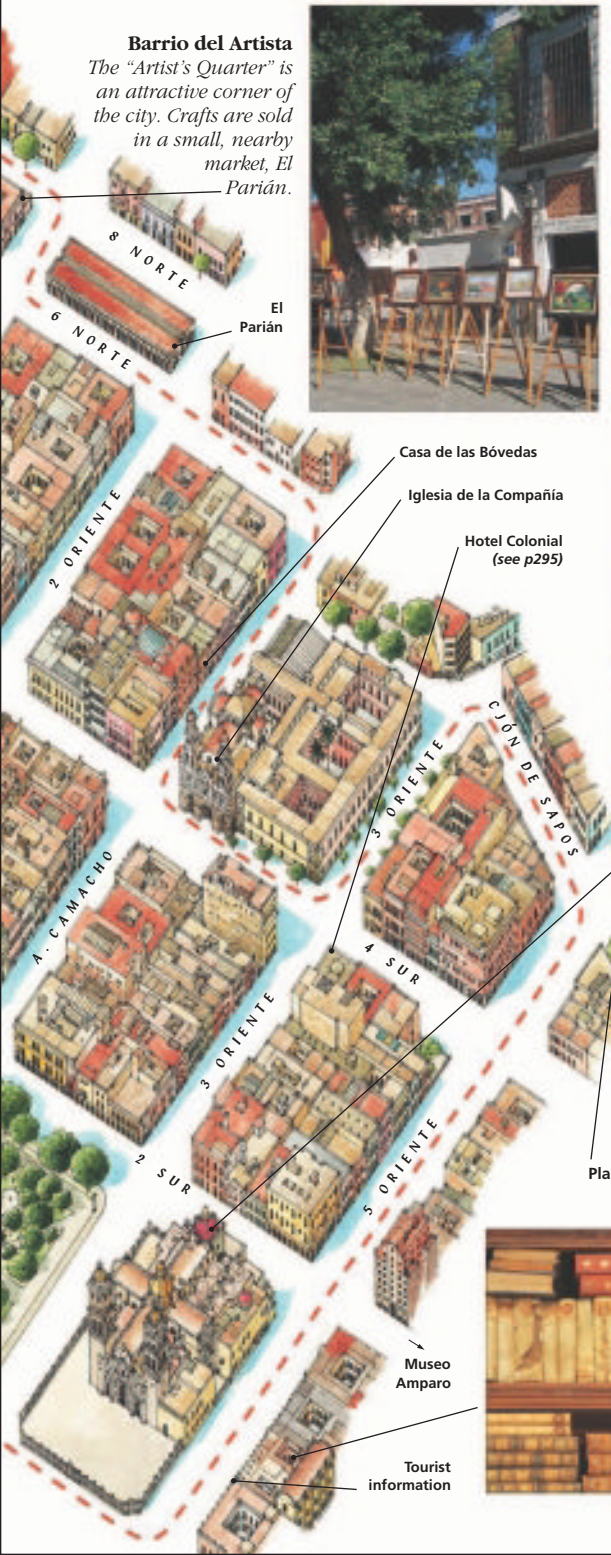 Barrio del Artista
The “Artist’s Quarter” is
an attractive corner of
the city. Crafts are sold
in a small, nearby
market, El
Parián.
8 NORTE
El
Parián
6 NORTE
Casa de las Bóvedas
Iglesia de la Compañía
Hotel Colonial
(see p295)
2 ORIENTE
CJÓN DE SAPOS
3 ORIENTE
A. CAMACHO
4 SUR
3 ORIENTE
2 SUR
5 ORIENTE
Pla
Museo
Amparo
Tourist
information